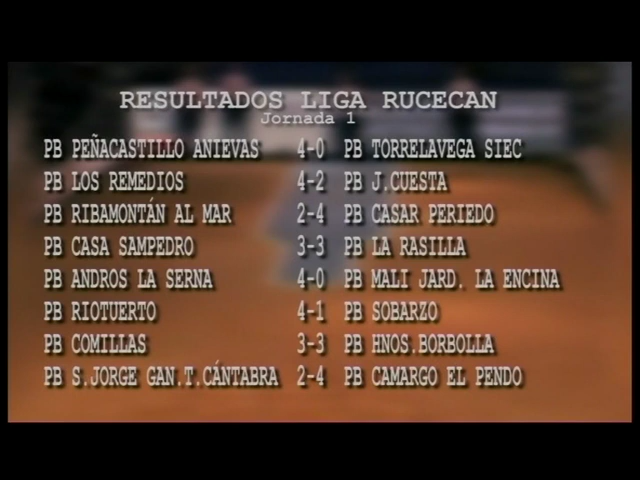 RESULTADOS LIGA RUCECAN
Jornada 1
PB PEÑACASTILLO ANIEVAS 4-0 PB TORRELAVEGA SIEC
PB LOS REMEDIOS 4-2 PB J.CUESTA
PB RIBAMONTÁN AL MAR 2-4 PB CASAR PERIEDO
PB CASA SAMPEDRO 3-3 PB LA RASILLA
PB ANDROS LA SERNA 4-0 PB MALI JARD. LA ENCINA
PB RIOTUERTO 4-1 PB SOBARZO
PB COMILLAS 3-3 PB HNOS.BORBOLLA
PB S.JORGE GAN.T.CÁNTABRA 2-4 PB CAMARGO EL PENDO